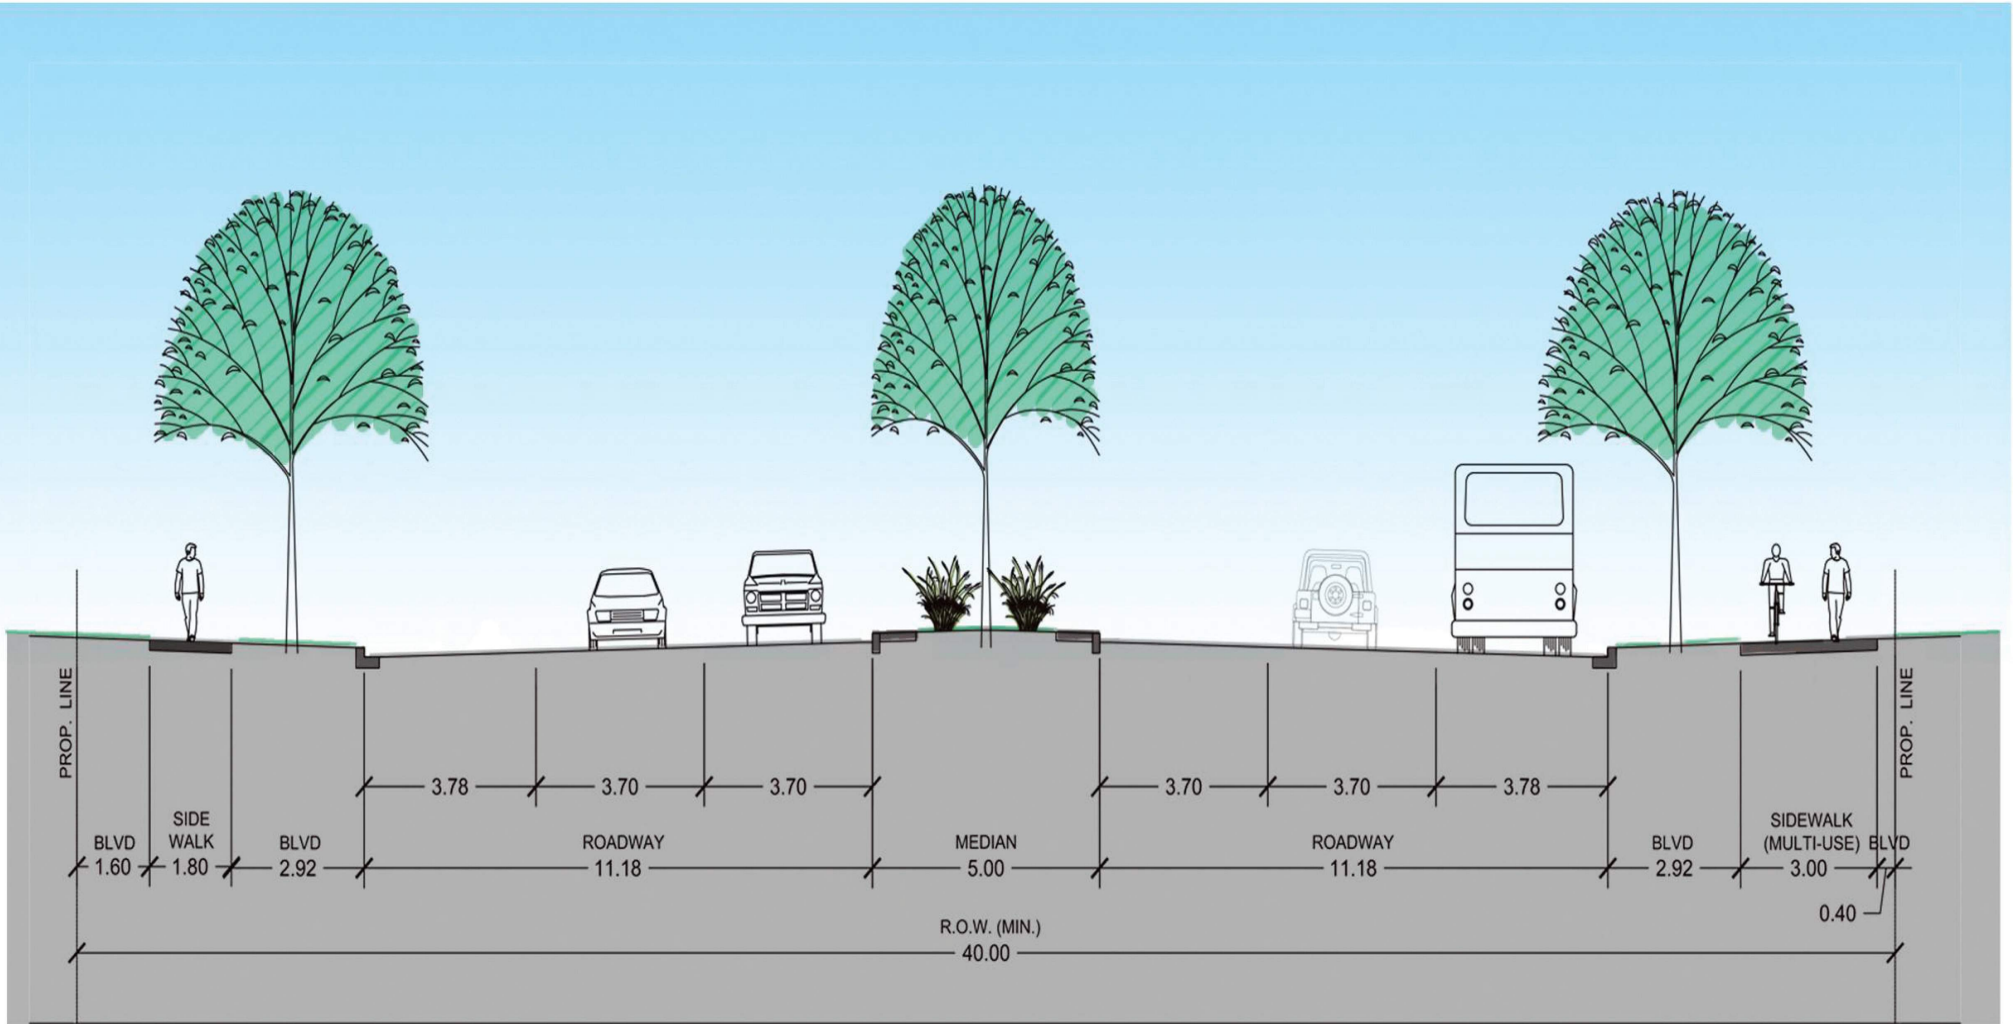 PROP. LINE
PROP. LINE
3.78
3.70
3.70
3.70
3.70
3.78
BLVD
1.60
SIDE
WALK
1.80
BLVD
2.92
ROADWAY
11.18
MEDIAN
5.00
ROADWAY
11.18
BLVD
2.92
SIDEWALK
(MULTI-USE)
3.00
BLVD
0.40
R.O.W. (MIN.)
40.00